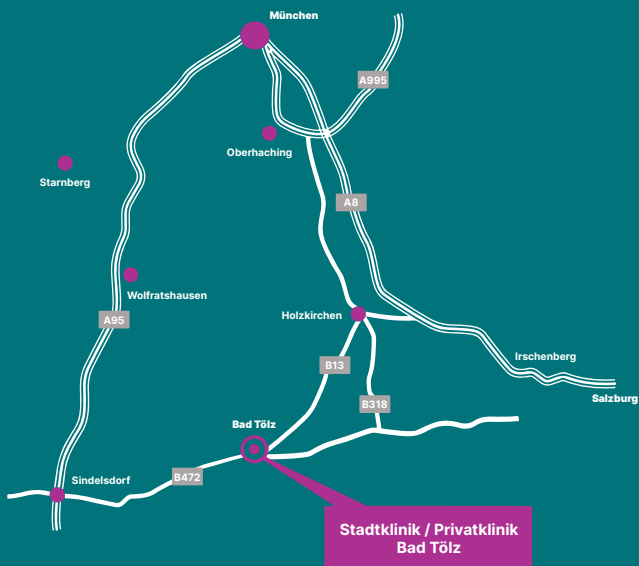 München
A995
Oberhaching
Starnberg
A8
Wolfratshausen
A95
Holzkirchen
Irschenberg
B13
Salzburg
B318
Bad Tölz
B472
Sindelsdorf
Stadtklinik / Privatklinik
Bad Tölz